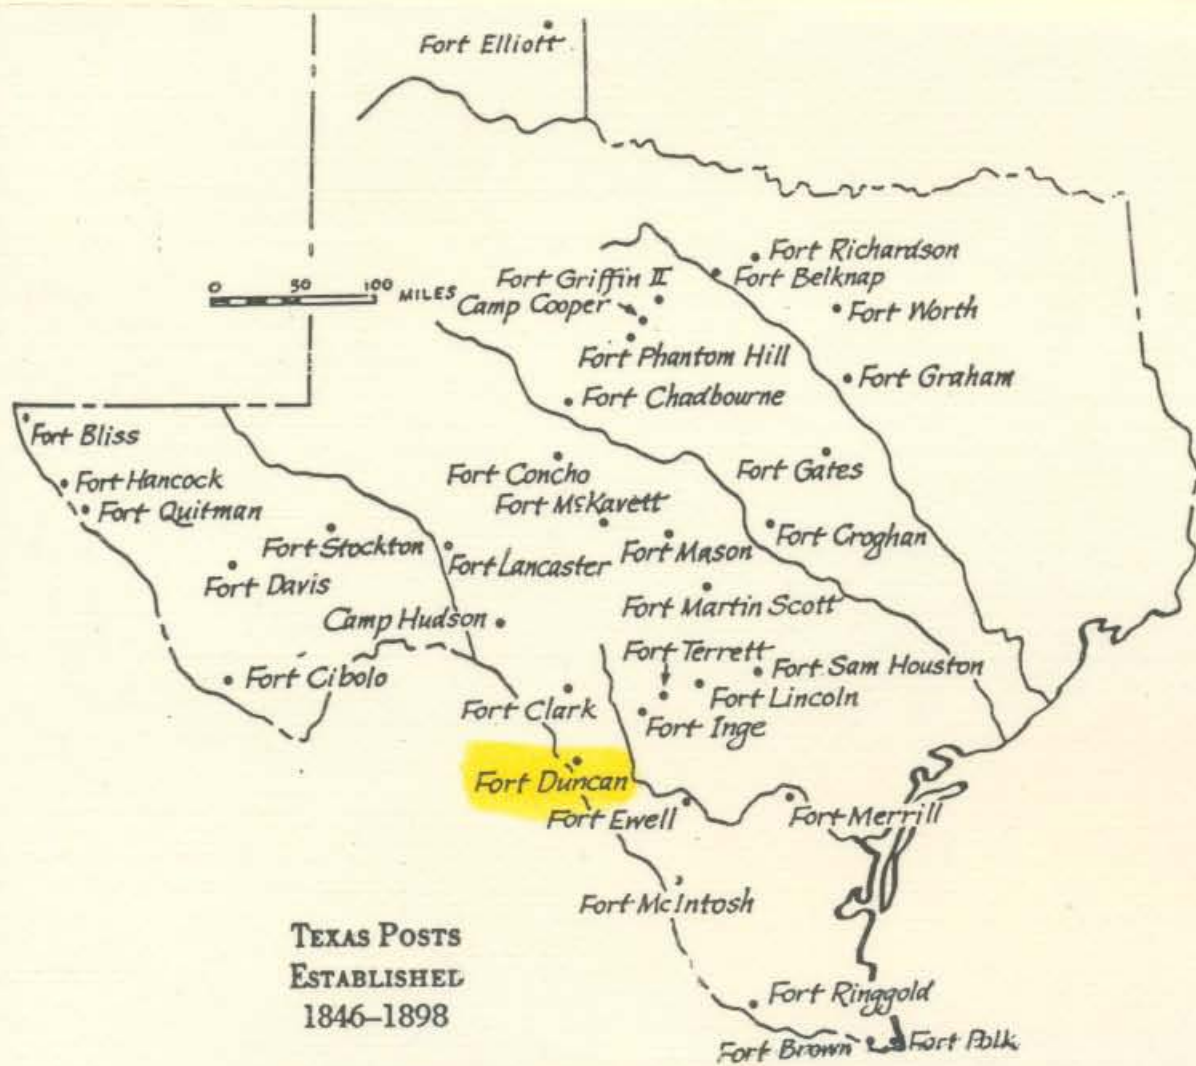 Fort Elliott
Fort Richardson
Fort Griffin II
Fort Belknap
0 50 100 MILES
Camp Cooper
Fort Worth
Fort Phantom Hill
Fort Graham
Fort Chadbourne
Fort Bliss
Fort Concho
Fort Gates
Fort Hancock
Fort McKavett
Fort Quitman
Fort Croghan
Fort Stockton
Fort Mason
Fort Lancaster
Fort Davis
Fort Martin Scott
Camp Hudson
Fort Terrett
Fort Sam Houston
Fort Cibolo
Fort Lincoln
Fort Clark
Fort Inge
Fort Duncan
Fort Ewell
Fort Merrill
Fort McIntosh
TEXAS POSTS
ESTABLISHED
1846–1898
Fort Ringgold
Fort Brown
Fort Polk